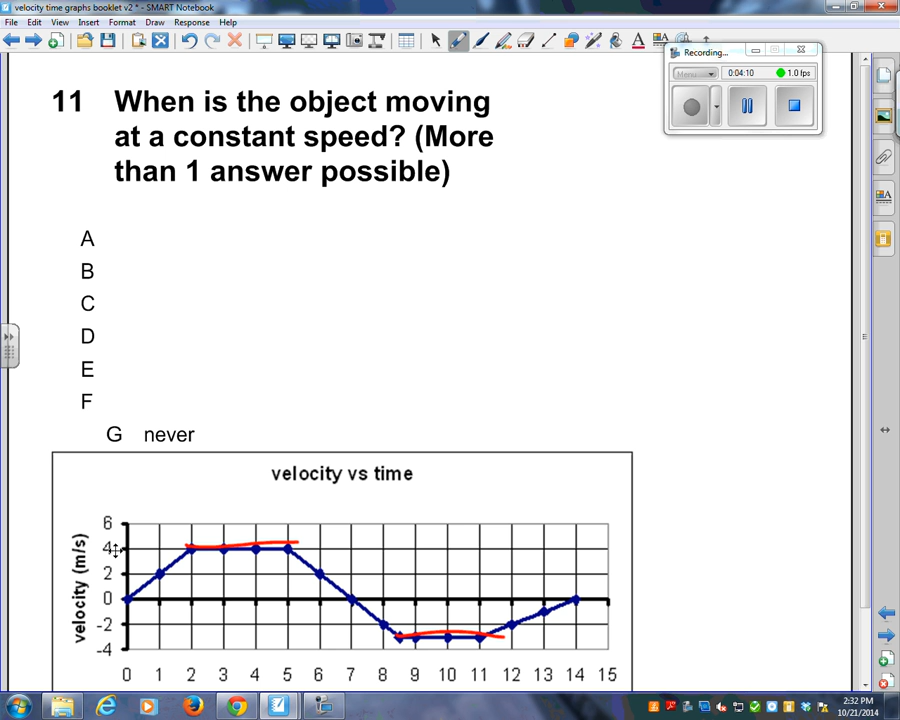 velocity time graphs booklet v2 * - SMART Notebook
File Edit View Insert Format Draw Response Help
Recording...
Menu 0:04:10 1.0 fps
11 When is the object moving
at a constant speed? (More
than 1 answer possible)
A
B
C
D
E
F
G never
velocity vs time
velocity (m/s)
6
4
2
0
-2
-4
0 1 2 3 4 5 6 7 8 9 10 11 12 13 14 15
2:32 PM
10/21/2014